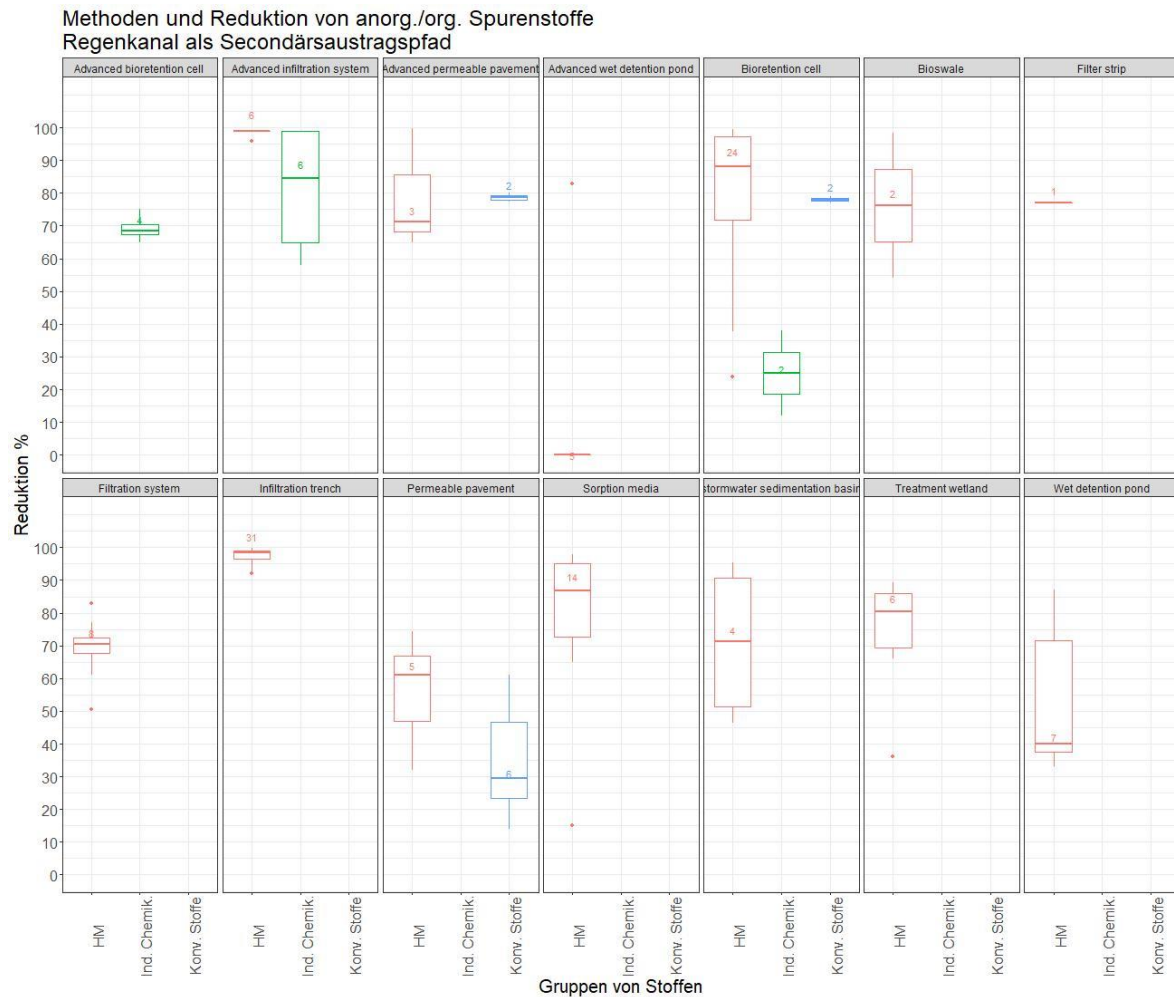 Methoden und Reduktion von anorg./org. Spurenstoffe
Regenkanal als Secondärsaustragspfad
Advanced bioretention cell
Advanced infiltration system
Advanced permeable pavement
Advanced wet detention pond
Bioretention cell
Bioswale
Filter strip
100
90
80
70
60
50
40
30
20
10
0
4
6
6
3
2
5
24
2
2
2
1
Reduktion %
Filtration system
Infiltration trench
Permeable pavement
Sorption media
stormwater sedimentation basin
Treatment wetland
Wet detention pond
100
90
80
70
60
50
40
30
20
10
0
8
31
5
6
14
4
6
7
HM
Ind. Chemik.
Konv. Stoffe
HM
Ind. Chemik.
Konv. Stoffe
HM
Ind. Chemik.
Konv. Stoffe
HM
Ind. Chemik.
Konv. Stoffe
HM
Ind. Chemik.
Konv. Stoffe
HM
Ind. Chemik.
Konv. Stoffe
HM
Ind. Chemik.
Konv. Stoffe
Gruppen von Stoffen